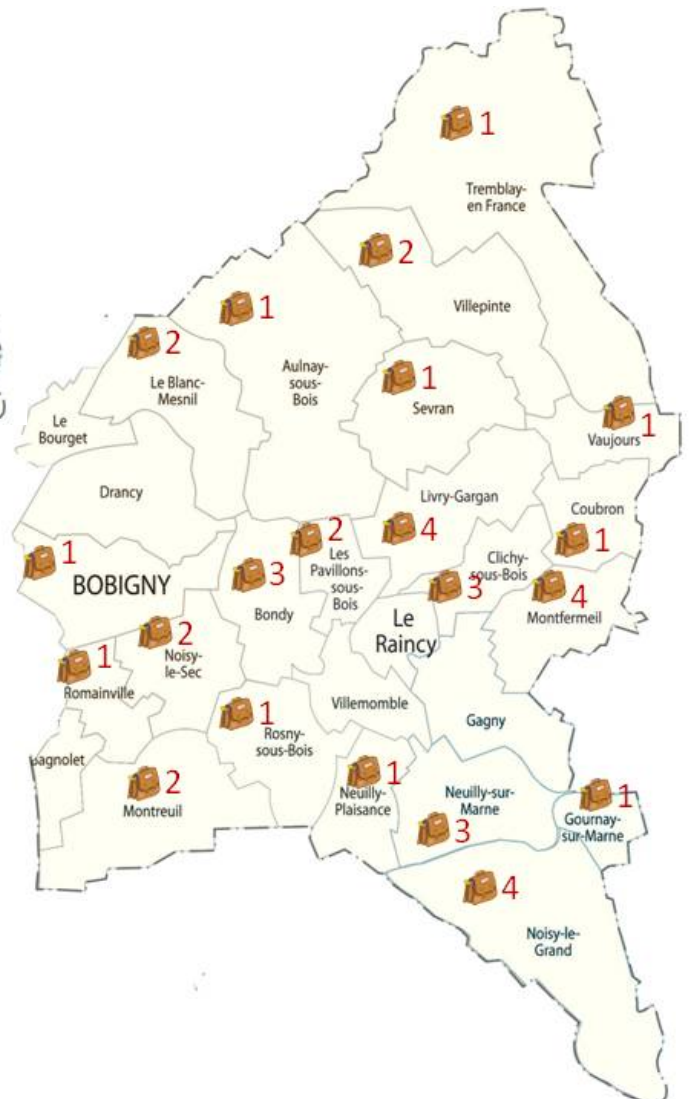 1
Tremblay-
en France
2
Villepinte
1
2
Aulnay-
sous-
Bois
Le Blanc-
Mesnil
1
Sevran
Le
Bourget
1
Vaujours
Drancy
Livry-Gargan
Coubron
4
1
2
Les
Pavillons-
sous-
Bois
Clichy-
sous-Bois
3
1
BOBIGNY
3
Bondy
4
Montfermeil
Le
Raincy
2
Noisy-
le-Sec
1
Romainville
Villemomble
Gagny
1
Rosny-
sous-Bois
Bagnolet
2
Montreuil
1
Neuilly-
Plaisance
Neuilly-sur-
Marne
3
1
Gournay-
sur-Marne
4
Noisy-le-
Grand